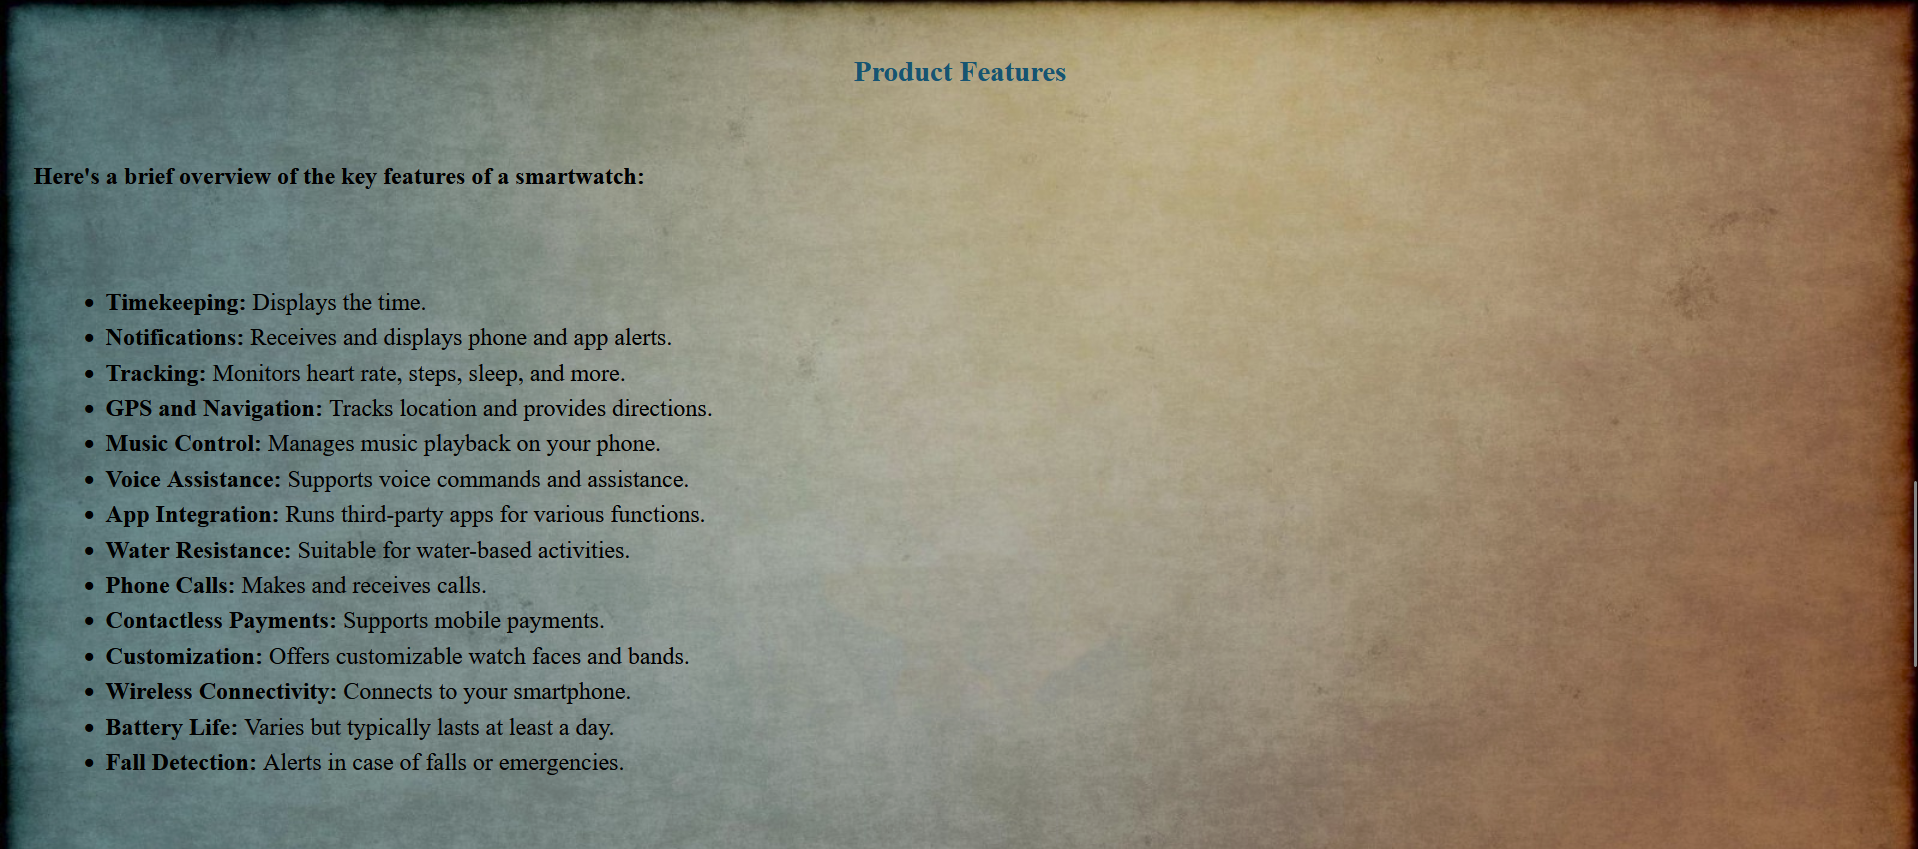 Product Features
Here's a brief overview of the key features of a smartwatch:
• Timekeeping: Displays the time.
• Notifications: Receives and displays phone and app alerts.
• Tracking: Monitors heart rate, steps, sleep, and more.
• GPS and Navigation: Tracks location and provides directions.
• Music Control: Manages music playback on your phone.
• Voice Assistance: Supports voice commands and assistance.
• App Integration: Runs third-party apps for various functions.
• Water Resistance: Suitable for water-based activities.
• Phone Calls: Makes and receives calls.
• Contactless Payments: Supports mobile payments.
• Customization: Offers customizable watch faces and bands.
• Wireless Connectivity: Connects to your smartphone.
• Battery Life: Varies but typically lasts at least a day.
• Fall Detection: Alerts in case of falls or emergencies.